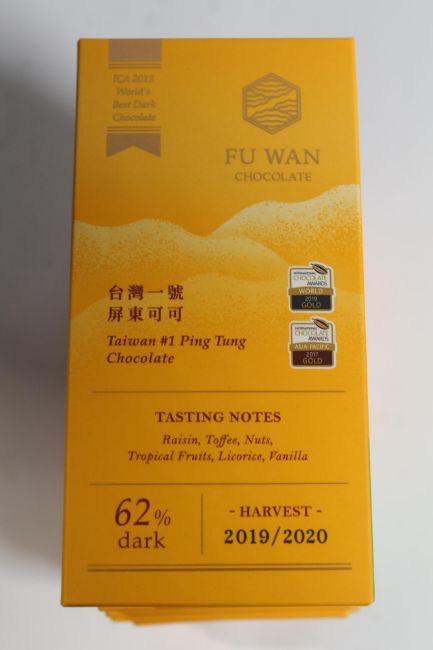 ICA 2019
World's
Best Dark
Chocolate
FU WAN
CHOCOLATE
台灣一號
屏東可可
Taiwan #1 Ping Tung
Chocolate
INTERNATIONAL
CHOCOLATE
AWARDS
WORLD
2019
GOLD
INTERNATIONAL
CHOCOLATE
AWARDS
ASIA-PACIFIC
2017
GOLD
TASTING NOTES
Raisin, Toffee, Nuts,
Tropical Fruits, Licorice, Vanilla
62%
dark
- HARVEST -
2019/2020